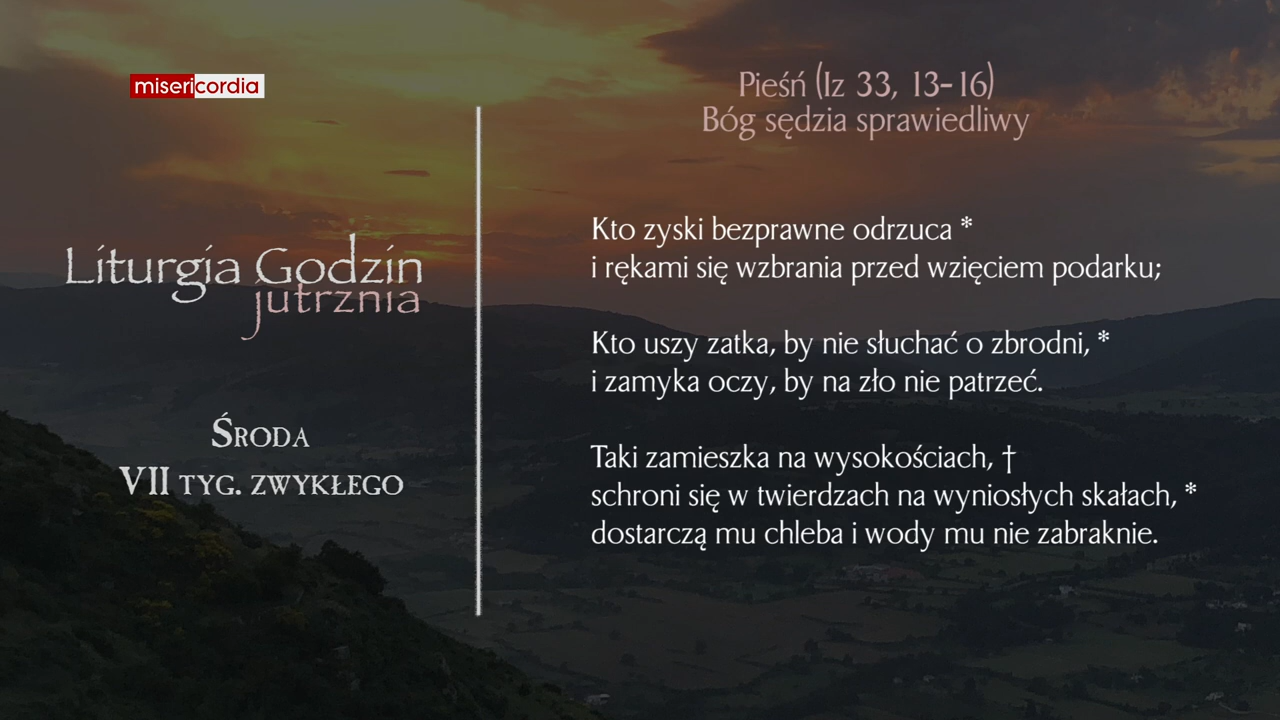 misericordia
Liturgia Godzin
jutrznia
Środa
VII tyg. zwykłego
Pieśń (Iz 33, 13-16)
Bóg sędzia sprawiedliwy
Kto zyski bezprawne odrzuca *
i rękami się wzbrania przed wzięciem podarku;
Kto uszy zatka, by nie słuchać o zbrodni, *
i zamyka oczy, by na zło nie patrzeć.
Taki zamieszka na wysokościach, †
schroni się w twierdzach na wyniosłych skałach, *
dostarczą mu chleba i wody mu nie zabraknie.